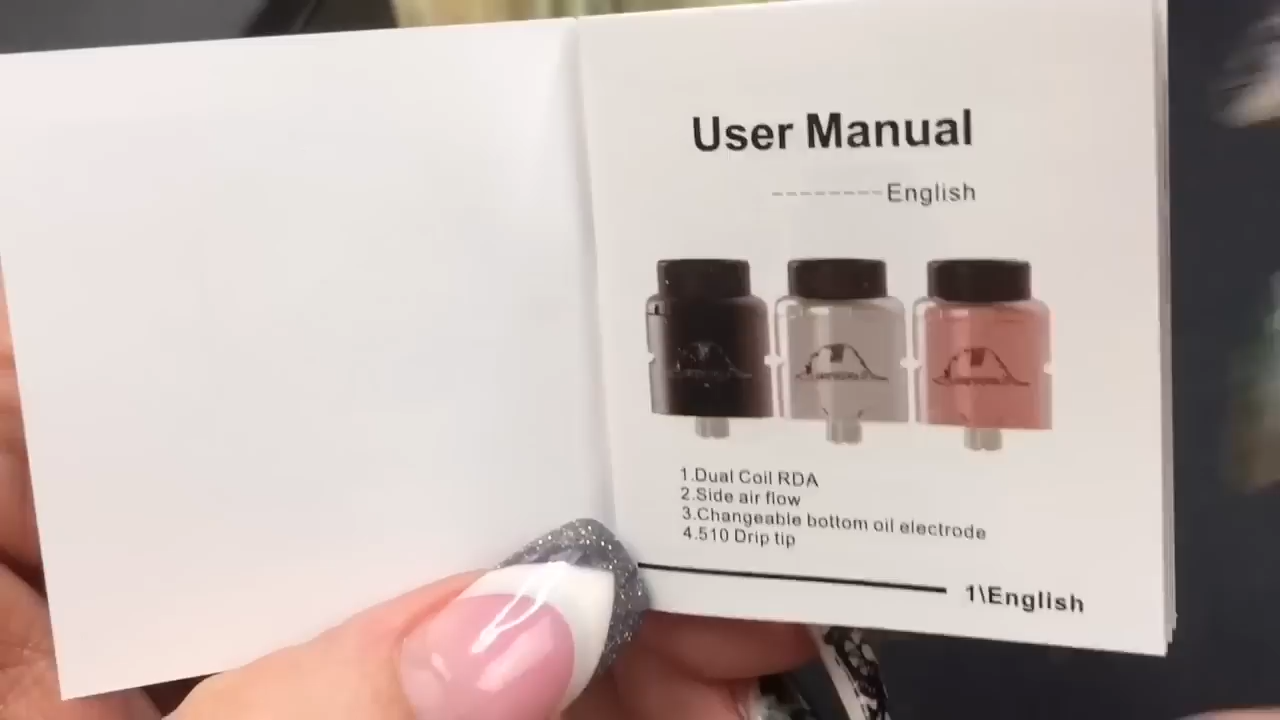 User Manual
--------English
1.Dual Coil RDA
2.Side air flow
3.Changeable bottom oil electrode
4.510 Drip tip
1\English